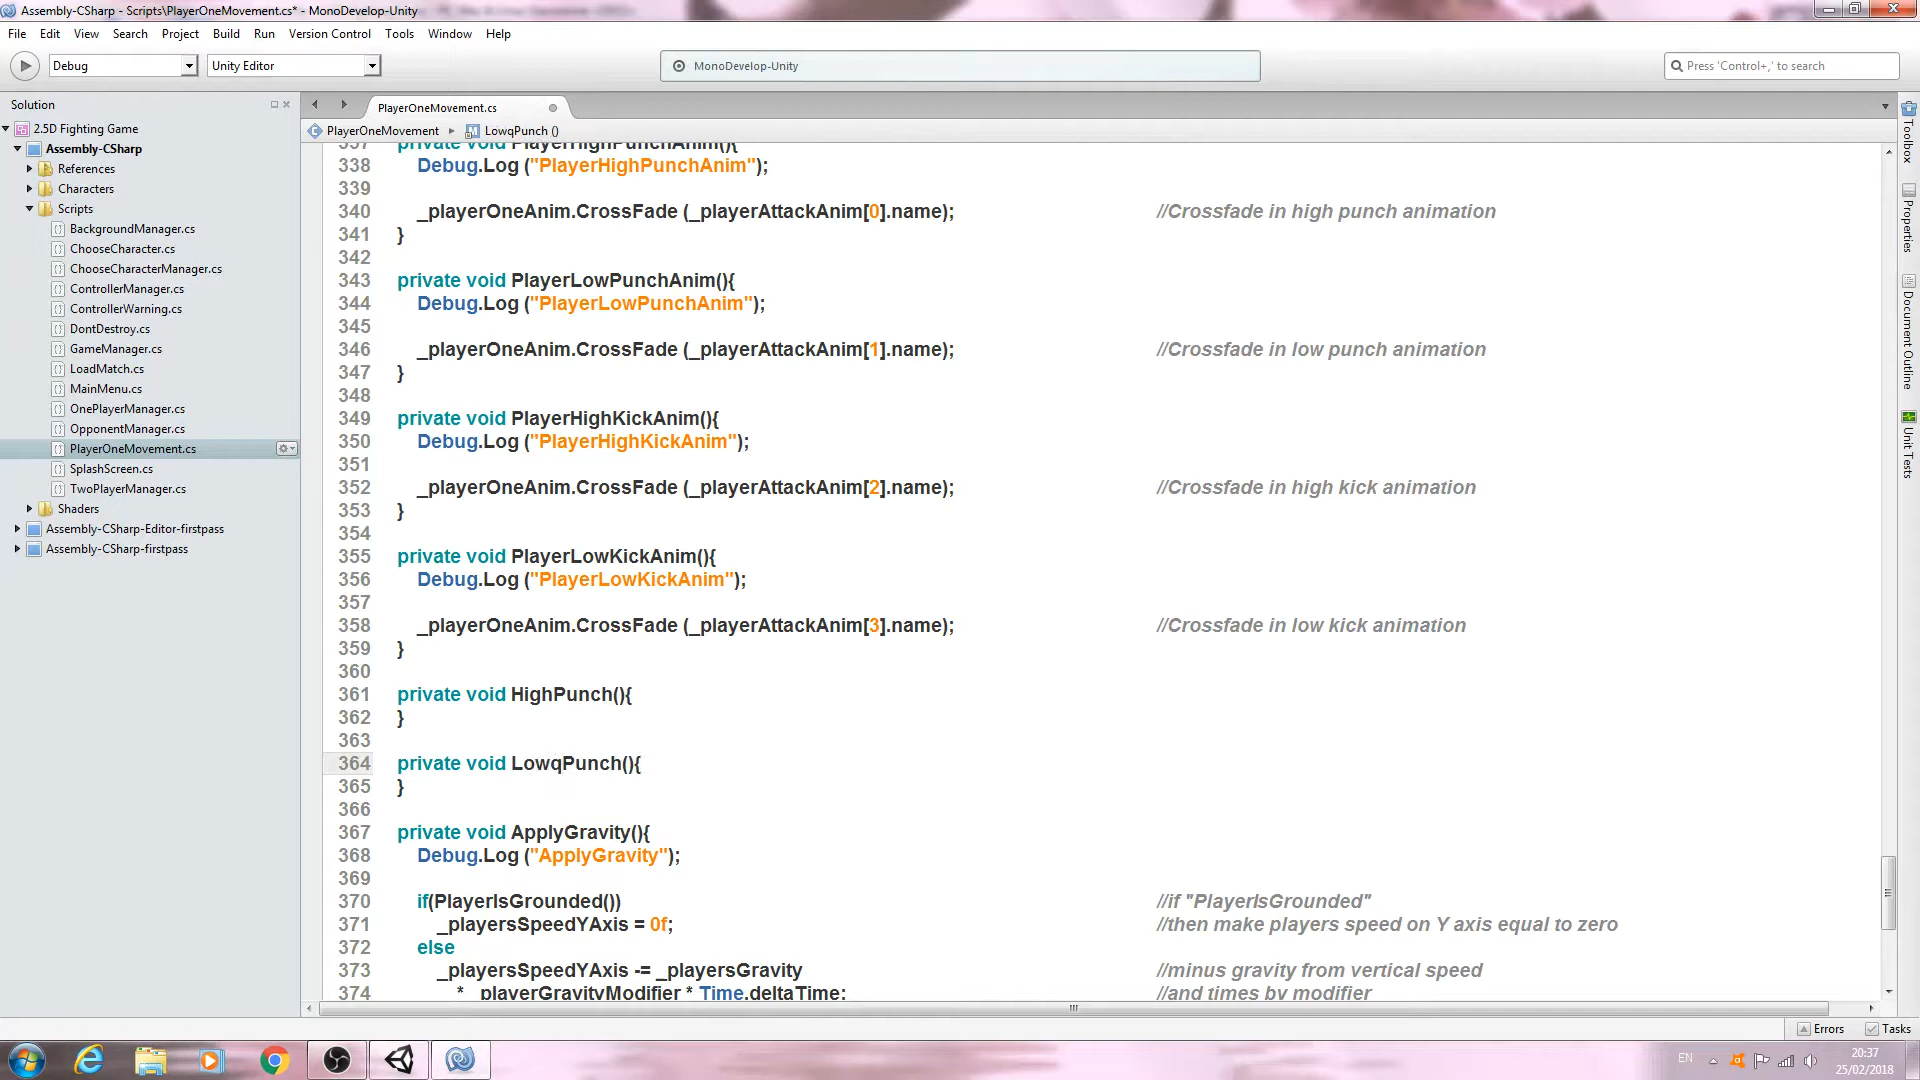 Assembly-CSharp - Scripts\PlayerOneMovement.cs* - MonoDevelop-Unity
File Edit View Search Project Build Run Version Control Tools Window Help
Debug Unity Editor MonoDevelop-Unity Press 'Control+,' to search
Solution
2.5D Fighting Game
Assembly-CSharp
References
Characters
Scripts
BackgroundManager.cs
ChooseCharacter.cs
ChooseCharacterManager.cs
ControllerManager.cs
ControllerWarning.cs
DontDestroy.cs
GameManager.cs
LoadMatch.cs
MainMenu.cs
OnePlayerManager.cs
OpponentManager.cs
PlayerOneMovement.cs
SplashScreen.cs
TwoPlayerManager.cs
Shaders
Assembly-CSharp-Editor-firstpass
Assembly-CSharp-firstpass
PlayerOneMovement.cs
PlayerOneMovement LowqPunch ()
337 private void PlayerHighPunchAnim(){
338 Debug.Log ("PlayerHighPunchAnim");
339
340 _playerOneAnim.CrossFade (_playerAttackAnim[0].name); //Crossfade in high punch animation
341 }
342
343 private void PlayerLowPunchAnim(){
344 Debug.Log ("PlayerLowPunchAnim");
345
346 _playerOneAnim.CrossFade (_playerAttackAnim[1].name); //Crossfade in low punch animation
347 }
348
349 private void PlayerHighKickAnim(){
350 Debug.Log ("PlayerHighKickAnim");
351
352 _playerOneAnim.CrossFade (_playerAttackAnim[2].name); //Crossfade in high kick animation
353 }
354
355 private void PlayerLowKickAnim(){
356 Debug.Log ("PlayerLowKickAnim");
357
358 _playerOneAnim.CrossFade (_playerAttackAnim[3].name); //Crossfade in low kick animation
359 }
360
361 private void HighPunch(){
362 }
363
364 private void LowqPunch(){
365 }
366
367 private void ApplyGravity(){
368 Debug.Log ("ApplyGravity");
369
370 if(PlayerIsGrounded()) //if "PlayerIsGrounded"
371 _playersSpeedYAxis = 0f; //then make players speed on Y axis equal to zero
372 else
373 _playersSpeedYAxis -= _playersGravity //minus gravity from vertical speed
374 * _playerGravityModifier * Time.deltaTime; //and times by modifier
Toolbox
Properties
Document Outline
Unit Tests
Errors Tasks
EN
20:37
25/02/2018